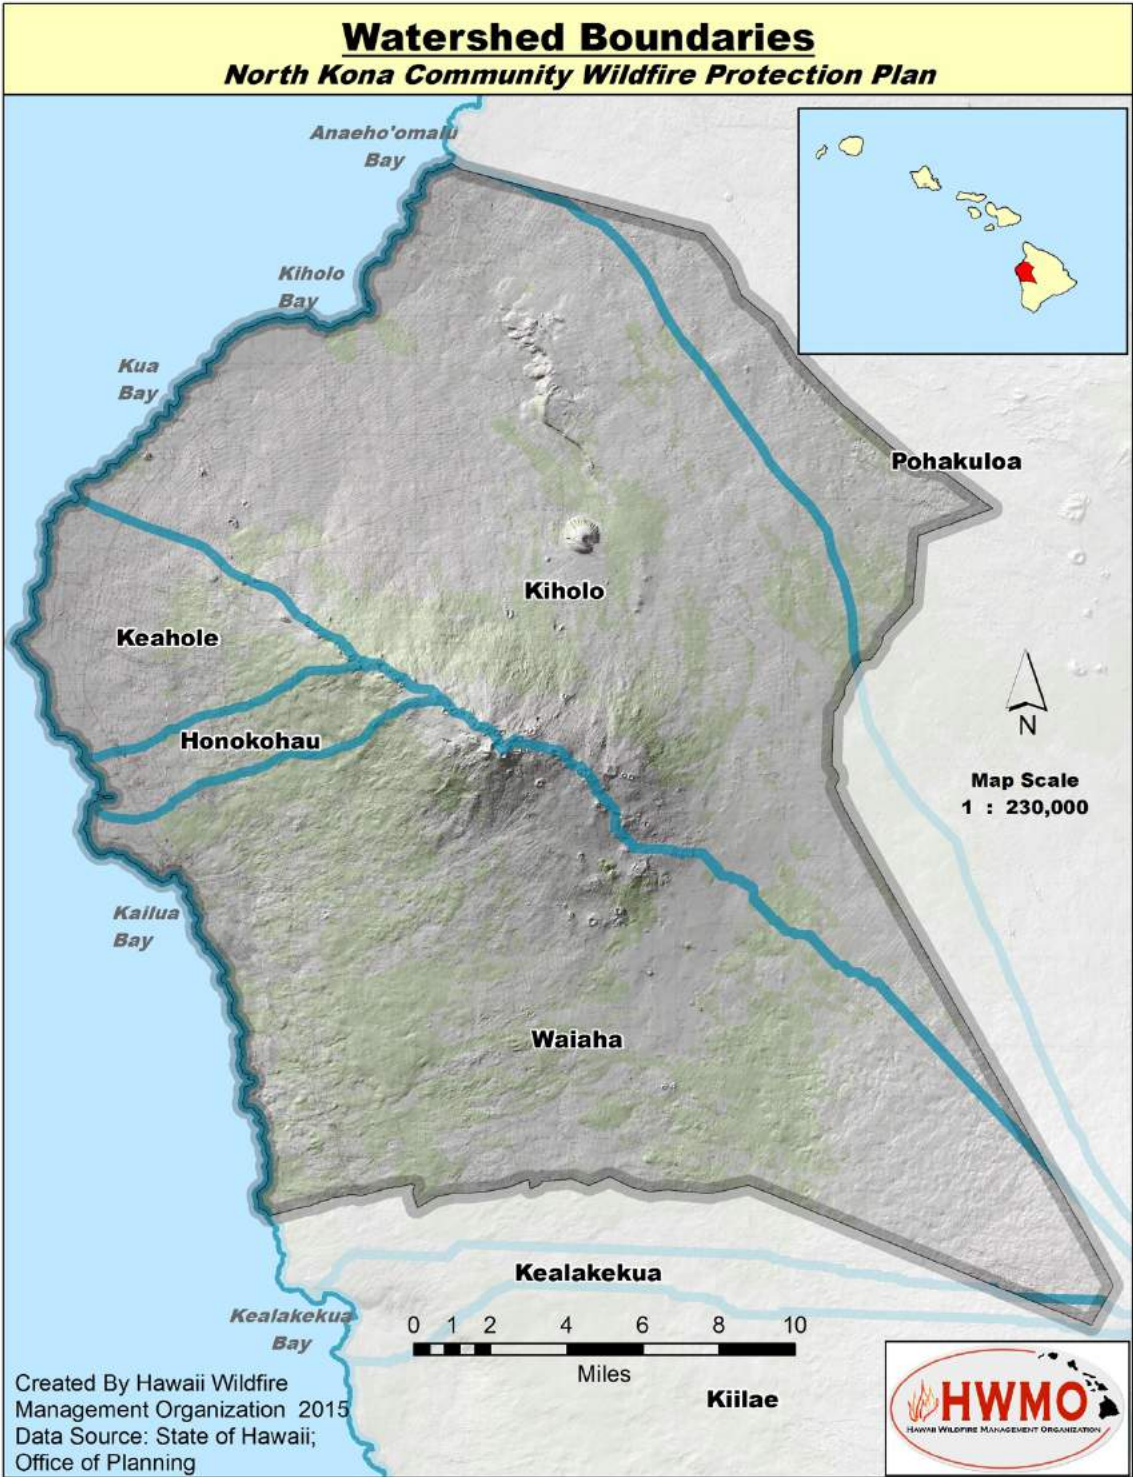 Watershed Boundaries
North Kona Community Wildfire Protection Plan
Anaeho'omalu
Bay
Kiholo
Bay
Kua
Bay
Pohakuloa
Kiholo
Keahole
Honokohau
N
Map Scale
1 : 230,000
Kailua
Bay
Waiaha
Kealakekua
Kealakekua
Bay
0 1 2 4 6 8 10
Miles
Kiilae
Created By Hawaii Wildfire
Management Organization 2015
Data Source: State of Hawaii;
Office of Planning
HWMO
HAWAII WILDFIRE MANAGEMENT ORGANIZATION